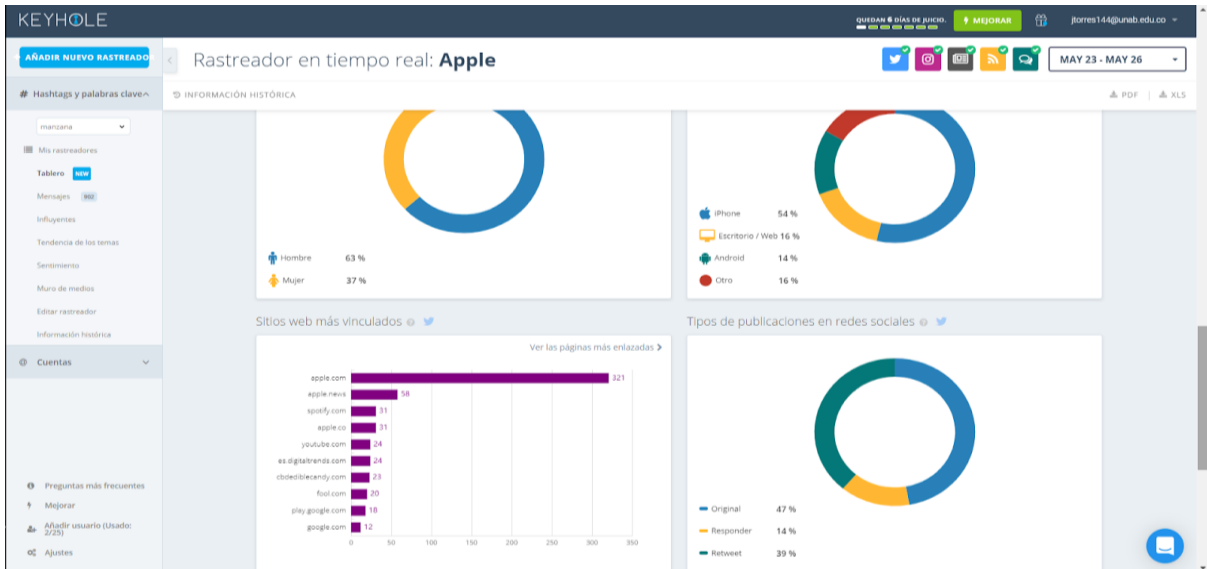 KEYHOLE
QUEDAN 6 DÍAS DE JUICIO.
MEJORAR
jtorres144@unab.edu.co
AÑADIR NUEVO RASTREADO
Rastreador en tiempo real: Apple
MAY 23 - MAY 26
# Hashtags y palabras clave
INFORMACIÓN HISTÓRICA
PDF | XLS
manzana
Mis rastreadores
Tablero NEW
Mensajes 902
Influyentes
Tendencia de los temas
Sentimiento
Muro de medios
Editar rastreador
Información histórica
@ Cuentas
Preguntas más frecuentes
Mejorar
Añadir usuario (Usado: 2/25)
Ajustes
Hombre 63 %
Mujer 37 %
iPhone 54 %
Escritorio / Web 16 %
Android 14 %
Otro 16 %
Sitios web más vinculados
Ver las páginas más enlazadas
apple.com 321
apple.news 58
spotify.com 31
apple.co 31
youtube.com 24
es.digitaltrends.com 24
cbdediblecandy.com 23
fool.com 20
play.google.com 18
google.com 12
0 50 100 150 200 250 300 350
Tipos de publicaciones en redes sociales
Original 47 %
Responder 14 %
Retweet 39 %